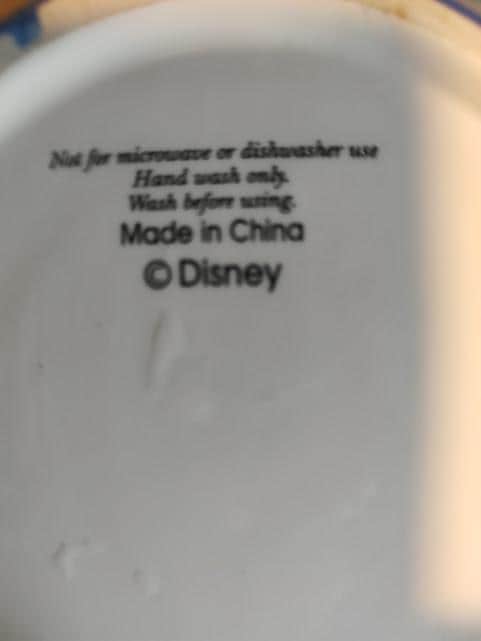 Not for microwave or dishwasher use
Hand wash only.
Wash before using.
Made in China
© Disney